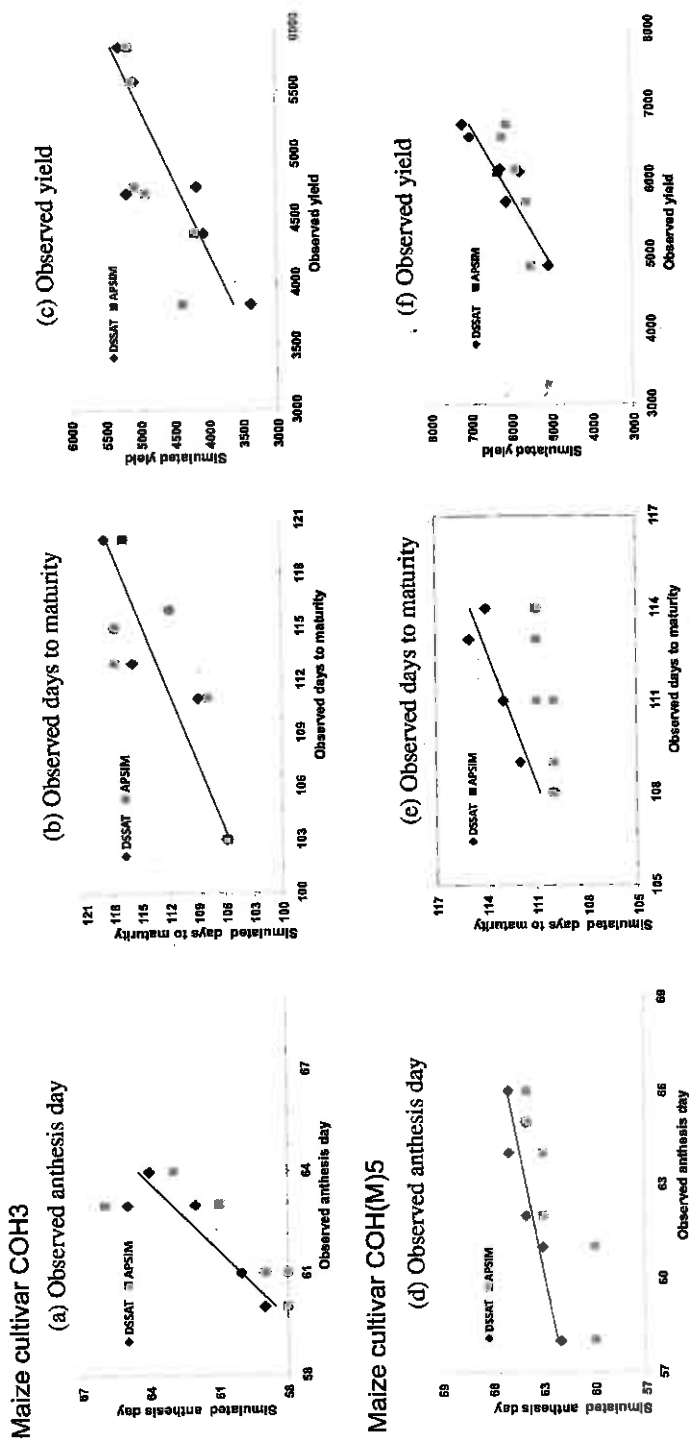 Maize cultivar COH3
(a) Observed anthesis day
◆DSSAT ■APSIM
Simulated anthesis day
67
64
61
58
58 61 64 67
Observed anthesis day
(b) Observed days to maturity
◆DSSAT ■APSIM
Simulated days to maturity
121
118
115
112
109
106
103
100
100 103 106 109 112 115 118 121
Observed days to maturity
(c) Observed yield
◆DSSAT ■APSIM
Simulated yield
6000
5500
5000
4500
4000
3500
3000
3000 3500 4000 4500 5000 5500 6000
Observed yield
Maize cultivar COH(M)5
(d) Observed anthesis day
◆DSSAT ■APSIM
Simulated anthesis day
69
66
63
60
57
57 60 63 66 69
Observed anthesis day
(e) Observed days to maturity
◆DSSAT ■APSIM
Simulated days to maturity
117
114
111
108
105
105 108 111 114 117
Observed days to maturity
(f) Observed yield
◆DSSAT ■APSIM
Simulated yield
8000
7000
6000
5000
4000
3000
3000 4000 5000 6000 7000 8000
Observed yield